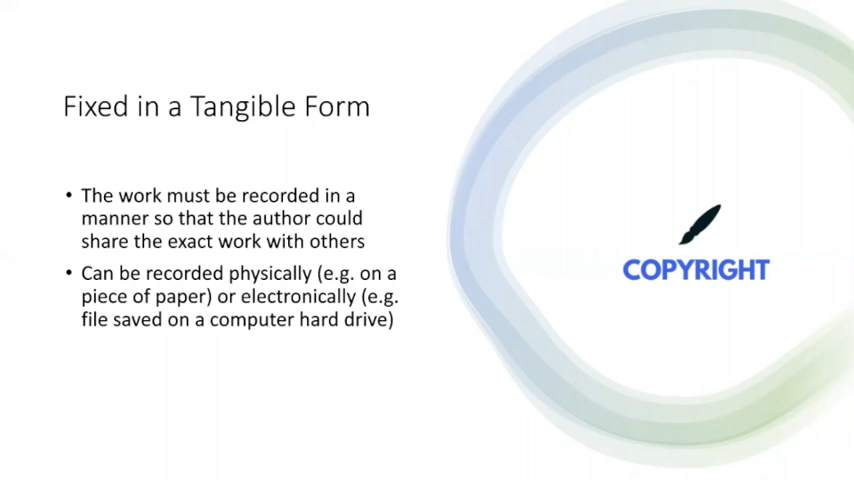 Fixed in a Tangible Form
• The work must be recorded in a
manner so that the author could
share the exact work with others
• Can be recorded physically (e.g. on a
piece of paper) or electronically (e.g.
file saved on a computer hard drive)
COPYRIGHT